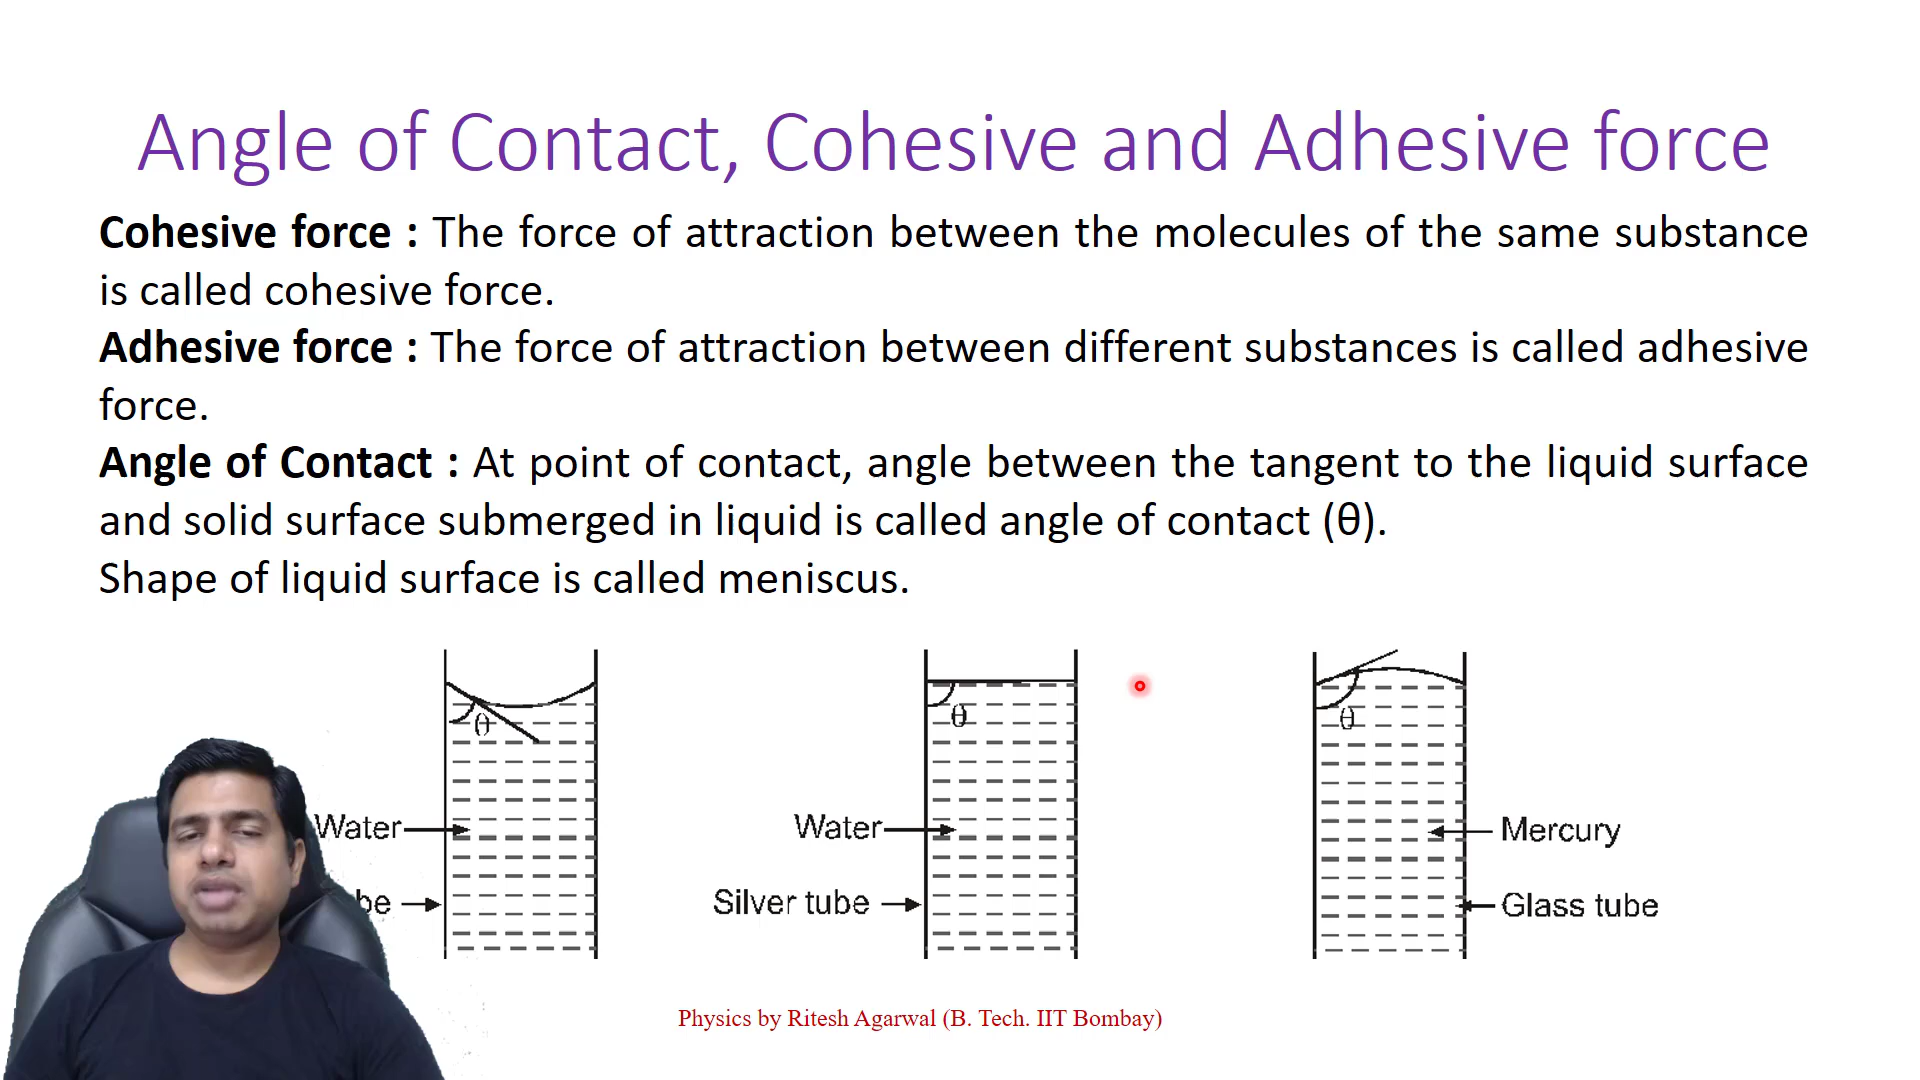 Angle of Contact, Cohesive and Adhesive force
Cohesive force : The force of attraction between the molecules of the same substance
is called cohesive force.
Adhesive force : The force of attraction between different substances is called adhesive
force.
Angle of Contact : At point of contact, angle between the tangent to the liquid surface
and solid surface submerged in liquid is called angle of contact (θ).
Shape of liquid surface is called meniscus.
θ
θ
θ
Water
Water
Mercury
Silver tube
Glass tube
Physics by Ritesh Agarwal (B. Tech. IIT Bombay)